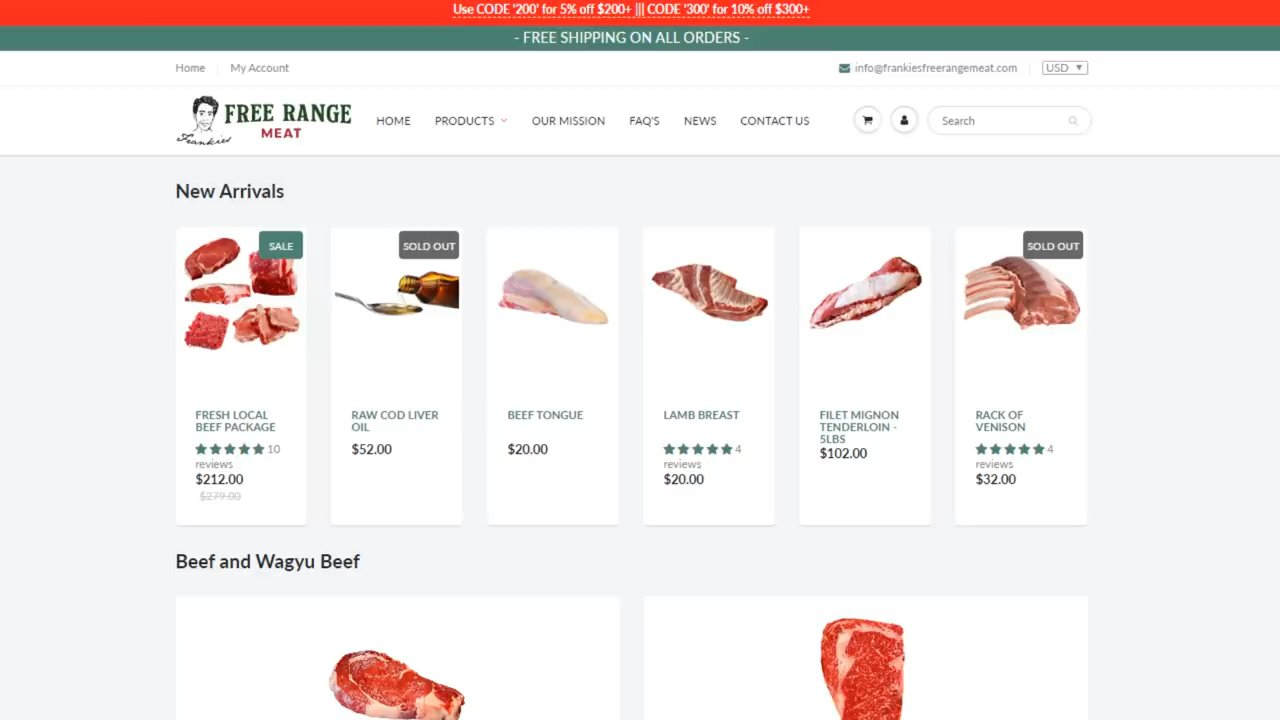 Use CODE '200' for 5% off $200+ ||| CODE '300' for 10% off $300+
- FREE SHIPPING ON ALL ORDERS -
Home
My Account
info@frankiesfreerangemeat.com
USD ▼
Frankies
FREE RANGE
MEAT
HOME
PRODUCTS
OUR MISSION
FAQ'S
NEWS
CONTACT US
Search
New Arrivals
SALE
FRESH LOCAL
BEEF PACKAGE
10
reviews
$212.00
$279.00
SOLD OUT
RAW COD LIVER
OIL
$52.00
BEEF TONGUE
$20.00
LAMB BREAST
4
reviews
$20.00
FILET MIGNON
TENDERLOIN -
5LBS
$102.00
SOLD OUT
RACK OF
VENISON
4
reviews
$32.00
Beef and Wagyu Beef